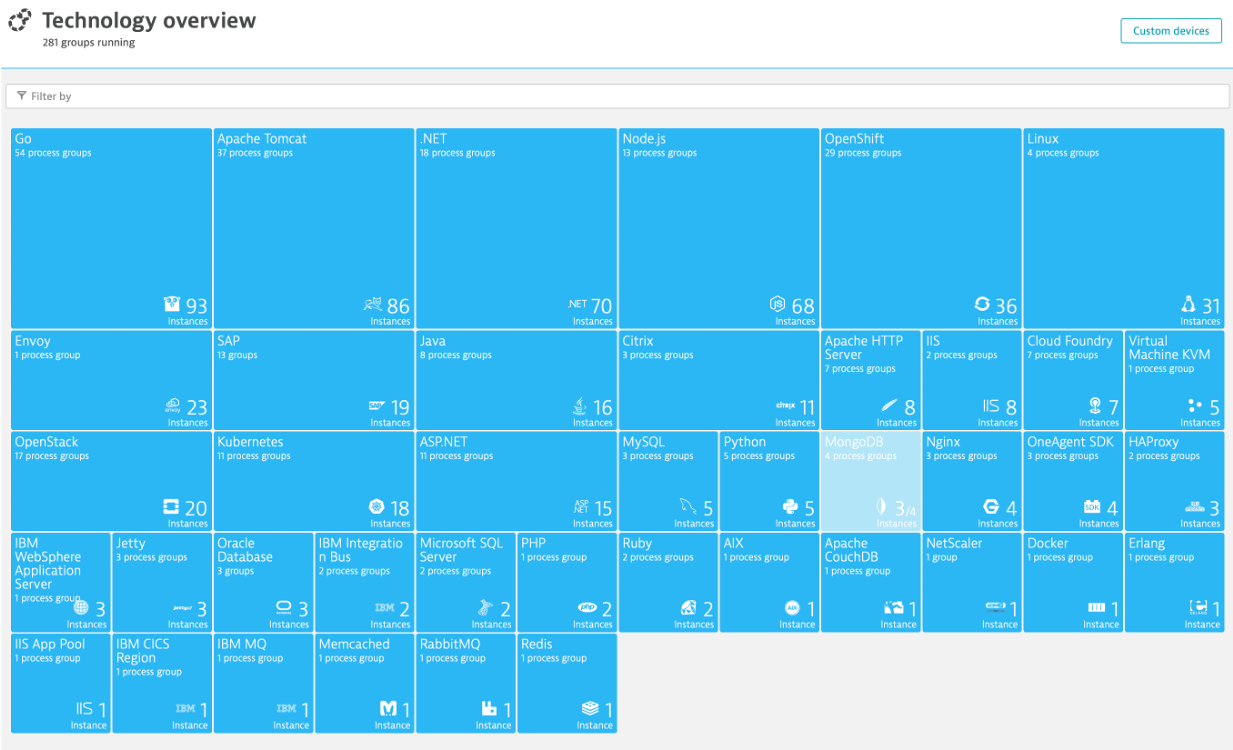 Technology overview
281 groups running
Custom devices
Filter by
Go
54 process groups
93
Instances
Apache Tomcat
37 process groups
86
Instances
.NET
18 process groups
.NET 70
Instances
Node.js
13 process groups
JS 68
Instances
OpenShift
29 process groups
36
Instances
Linux
4 process groups
31
Instances
Envoy
1 process group
envoy 23
Instances
SAP
13 groups
SAP 19
Instances
Java
8 process groups
16
Instances
Citrix
3 process groups
citrix 11
Instances
Apache HTTP
Server
7 process groups
8
Instances
IIS
2 process groups
IIS 8
Instances
Cloud Foundry
7 process groups
7
Instances
Virtual
Machine KVM
1 process group
5
Instances
OpenStack
17 process groups
20
Instances
Kubernetes
11 process groups
18
Instances
ASP.NET
11 process groups
ASP
.NET 15
Instances
MySQL
3 process groups
5
Instances
Python
5 process groups
5
Instances
MongoDB
4 process groups
3/4
Instances
Nginx
3 process groups
4
Instances
OneAgent SDK
3 process groups
SDK 4
Instances
HAProxy
2 process groups
3
Instances
IBM
WebSphere
Application
Server
1 process group
3
Instances
Jetty
3 process groups
jetty 3
Instances
Oracle
Database
3 groups
3
Instances
IBM Integratio
n Bus
2 process groups
IBM 2
Instances
Microsoft SQL
Server
2 process groups
2
Instances
PHP
1 process group
php 2
Instances
Ruby
2 process groups
2
Instances
AIX
1 process group
AIX 1
Instance
Apache
CouchDB
1 process group
1
Instance
NetScaler
1 group
1
Instance
Docker
1 process group
1
Instance
Erlang
1 process group
1
Instance
IIS App Pool
1 process group
IIS 1
Instance
IBM CICS
Region
1 process group
IBM 1
Instance
IBM MQ
1 process group
IBM 1
Instance
Memcached
1 process group
1
Instance
RabbitMQ
1 process group
1
Instance
Redis
1 process group
1
Instance